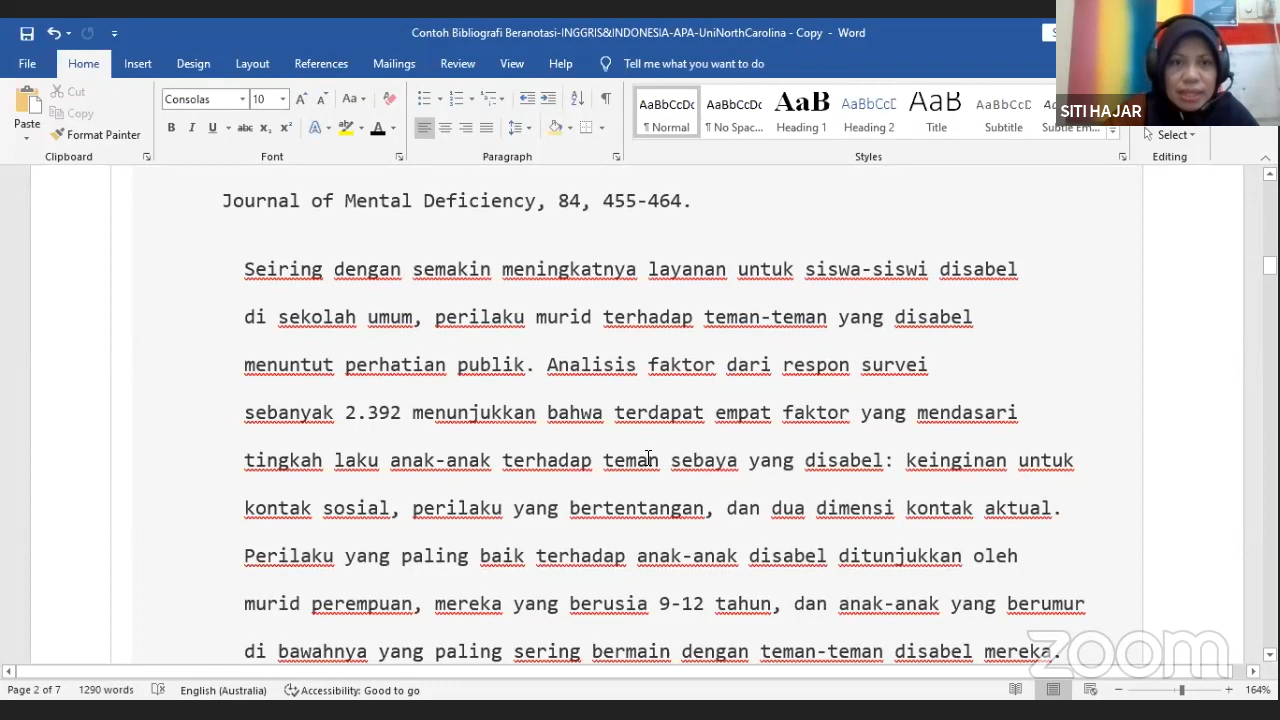 Contoh Bibliografi Beranotasi-INGGRIS&INDONESIA-APA-UniNorthCarolina - Copy - Word
File Home Insert Design Layout References Mailings Review View Help Tell me what you want to do
Paste
Cut
Copy
Format Painter
Clipboard
Consolas 10
Font
Paragraph
AaBbCcDc AaBbCcDc AaB AaBbCcC AaB AaBbCcD
¶ Normal ¶ No Spac... Heading 1 Heading 2 Title Subtitle Subtle Em...
Styles
Select
Editing
SITI HAJAR
Journal of Mental Deficiency, 84, 455-464.
Seiring dengan semakin meningkatnya layanan untuk siswa-siswi disabel
di sekolah umum, perilaku murid terhadap teman-teman yang disabel
menuntut perhatian publik. Analisis faktor dari respon survei
sebanyak 2.392 menunjukkan bahwa terdapat empat faktor yang mendasari
tingkah laku anak-anak terhadap teman sebaya yang disabel: keinginan untuk
kontak sosial, perilaku yang bertentangan, dan dua dimensi kontak aktual.
Perilaku yang paling baik terhadap anak-anak disabel ditunjukkan oleh
murid perempuan, mereka yang berusia 9-12 tahun, dan anak-anak yang berumur
di bawahnya yang paling sering bermain dengan teman-teman disabel mereka.
zoom
Page 2 of 7 1290 words English (Australia) Accessibility: Good to go 164%